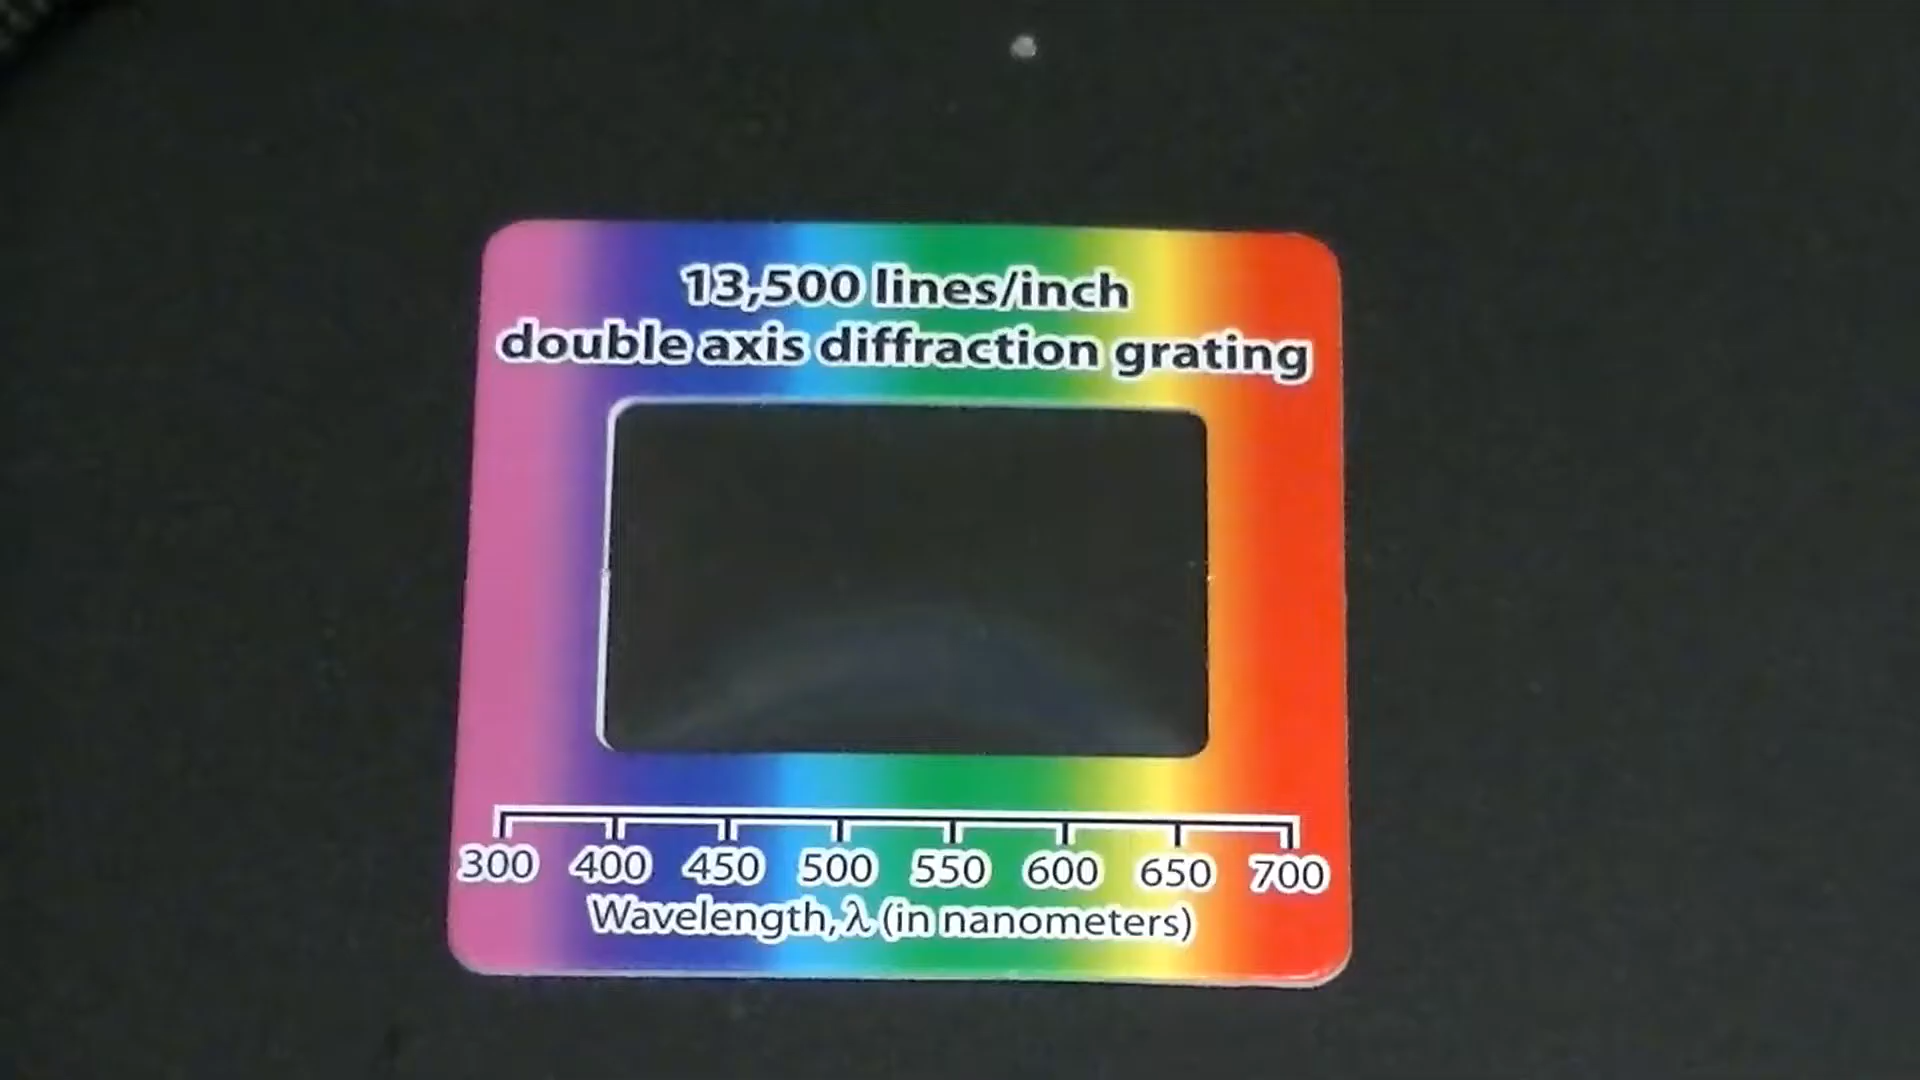 13,500 lines/inch
double axis diffraction grating
300 400 450 500 550 600 650 700
Wavelength, λ (in nanometers)